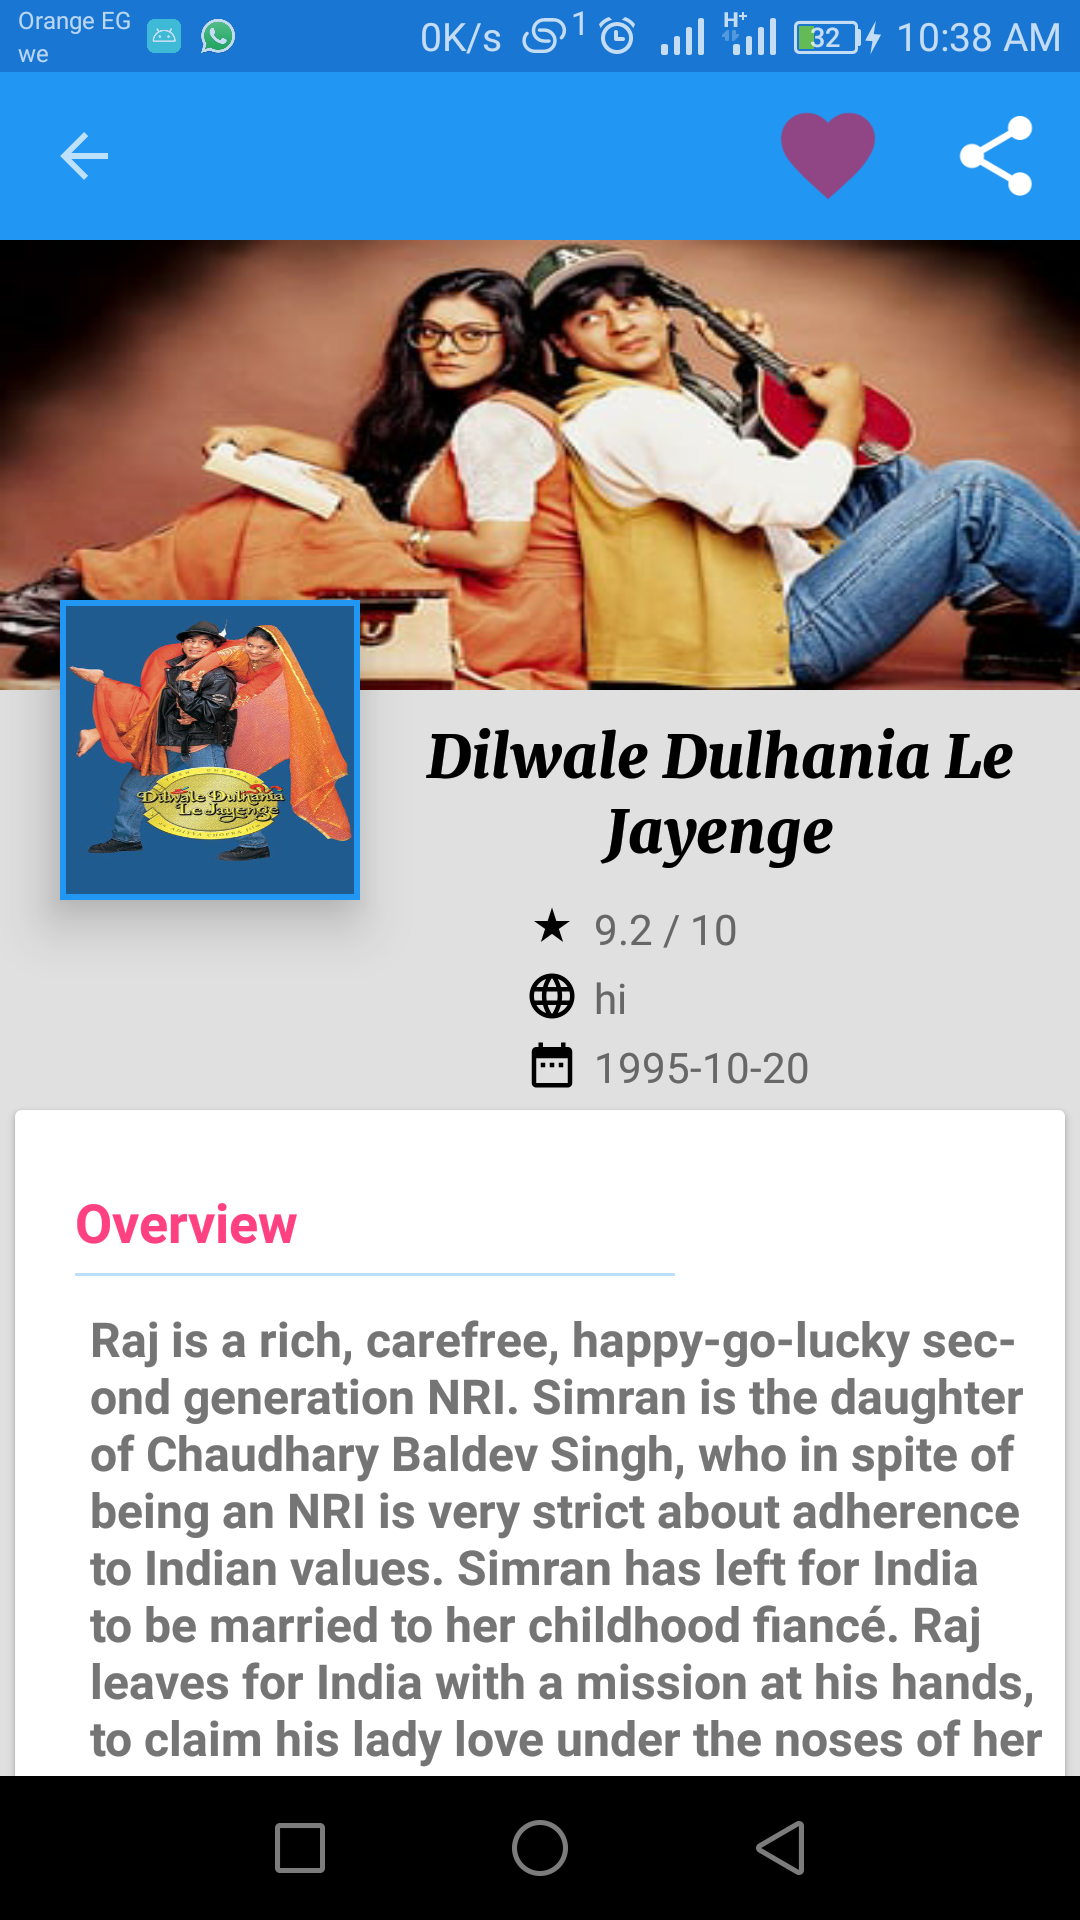 Orange EG
we
0K/s 1 H+ 32 10:38 AM
A
Dilwale Dulhania
Le Jayenge
Dilwale Dulhania Le
Jayenge
9.2 / 10
hi
1995-10-20
Overview
Raj is a rich, carefree, happy-go-lucky sec-
ond generation NRI. Simran is the daughter
of Chaudhary Baldev Singh, who in spite of
being an NRI is very strict about adherence
to Indian values. Simran has left for India
to be married to her childhood fiancé. Raj
leaves for India with a mission at his hands,
to claim his lady love under the noses of her